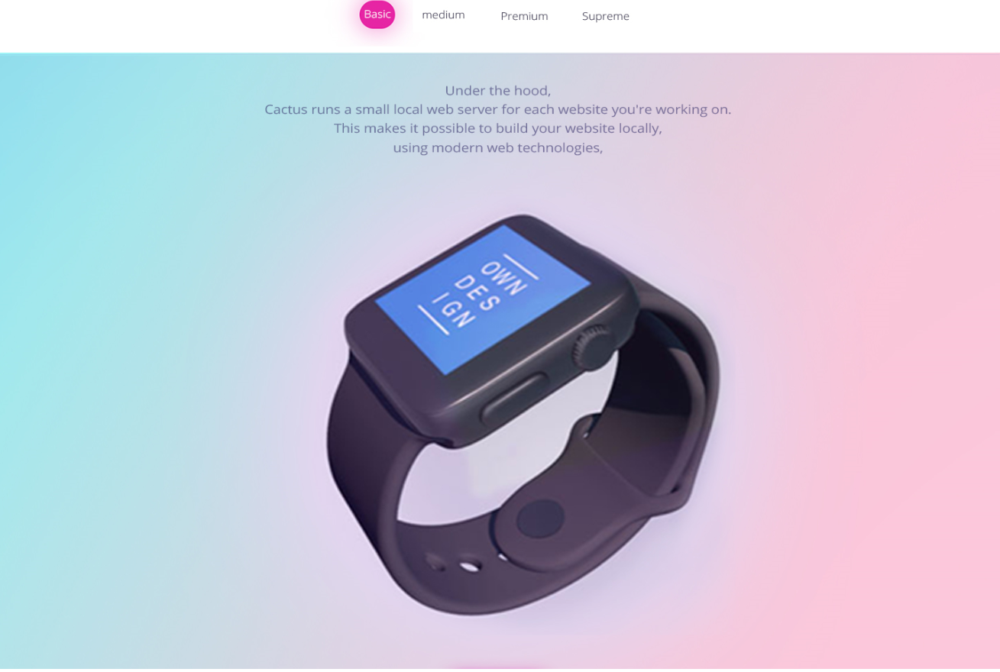 Basic medium Premium Supreme
Under the hood,
Cactus runs a small local web server for each website you're working on.
This makes it possible to build your website locally,
using modern web technologies,
OWN
DES
IGN